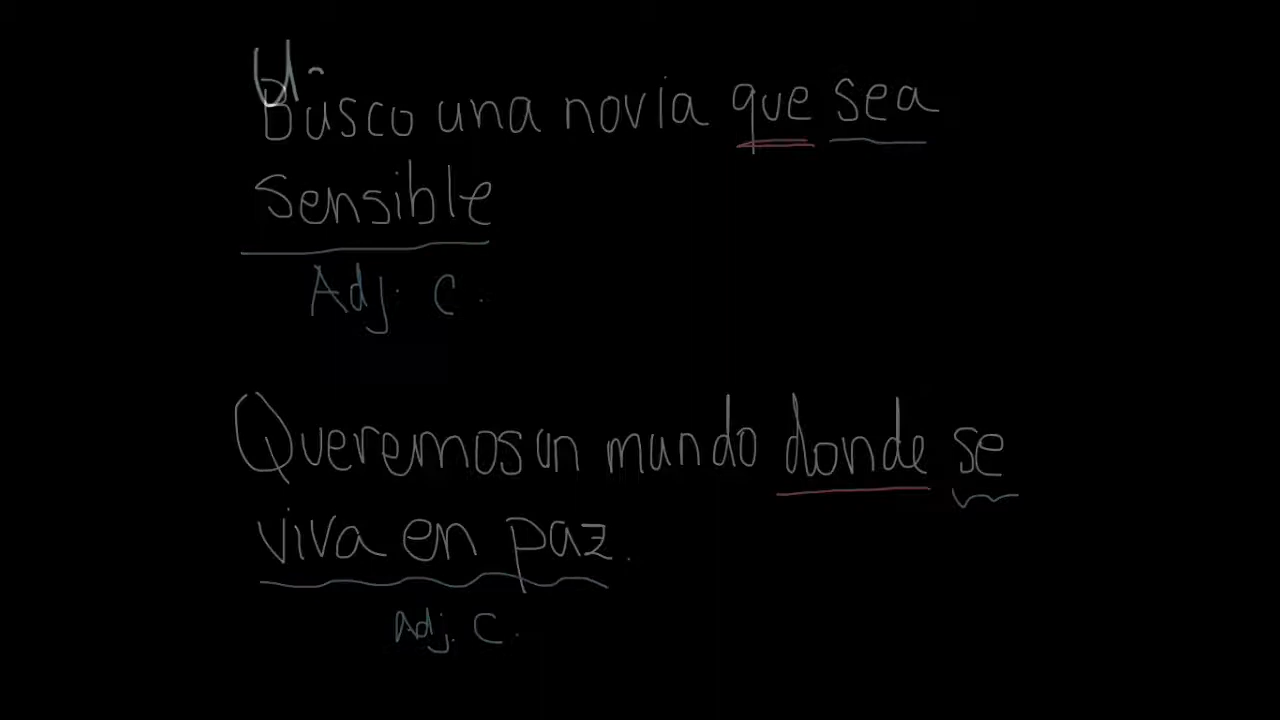 Busco una novia que sea
sensible
Adj. C.
Queremos un mundo donde se
viva en paz.
Adj. C.